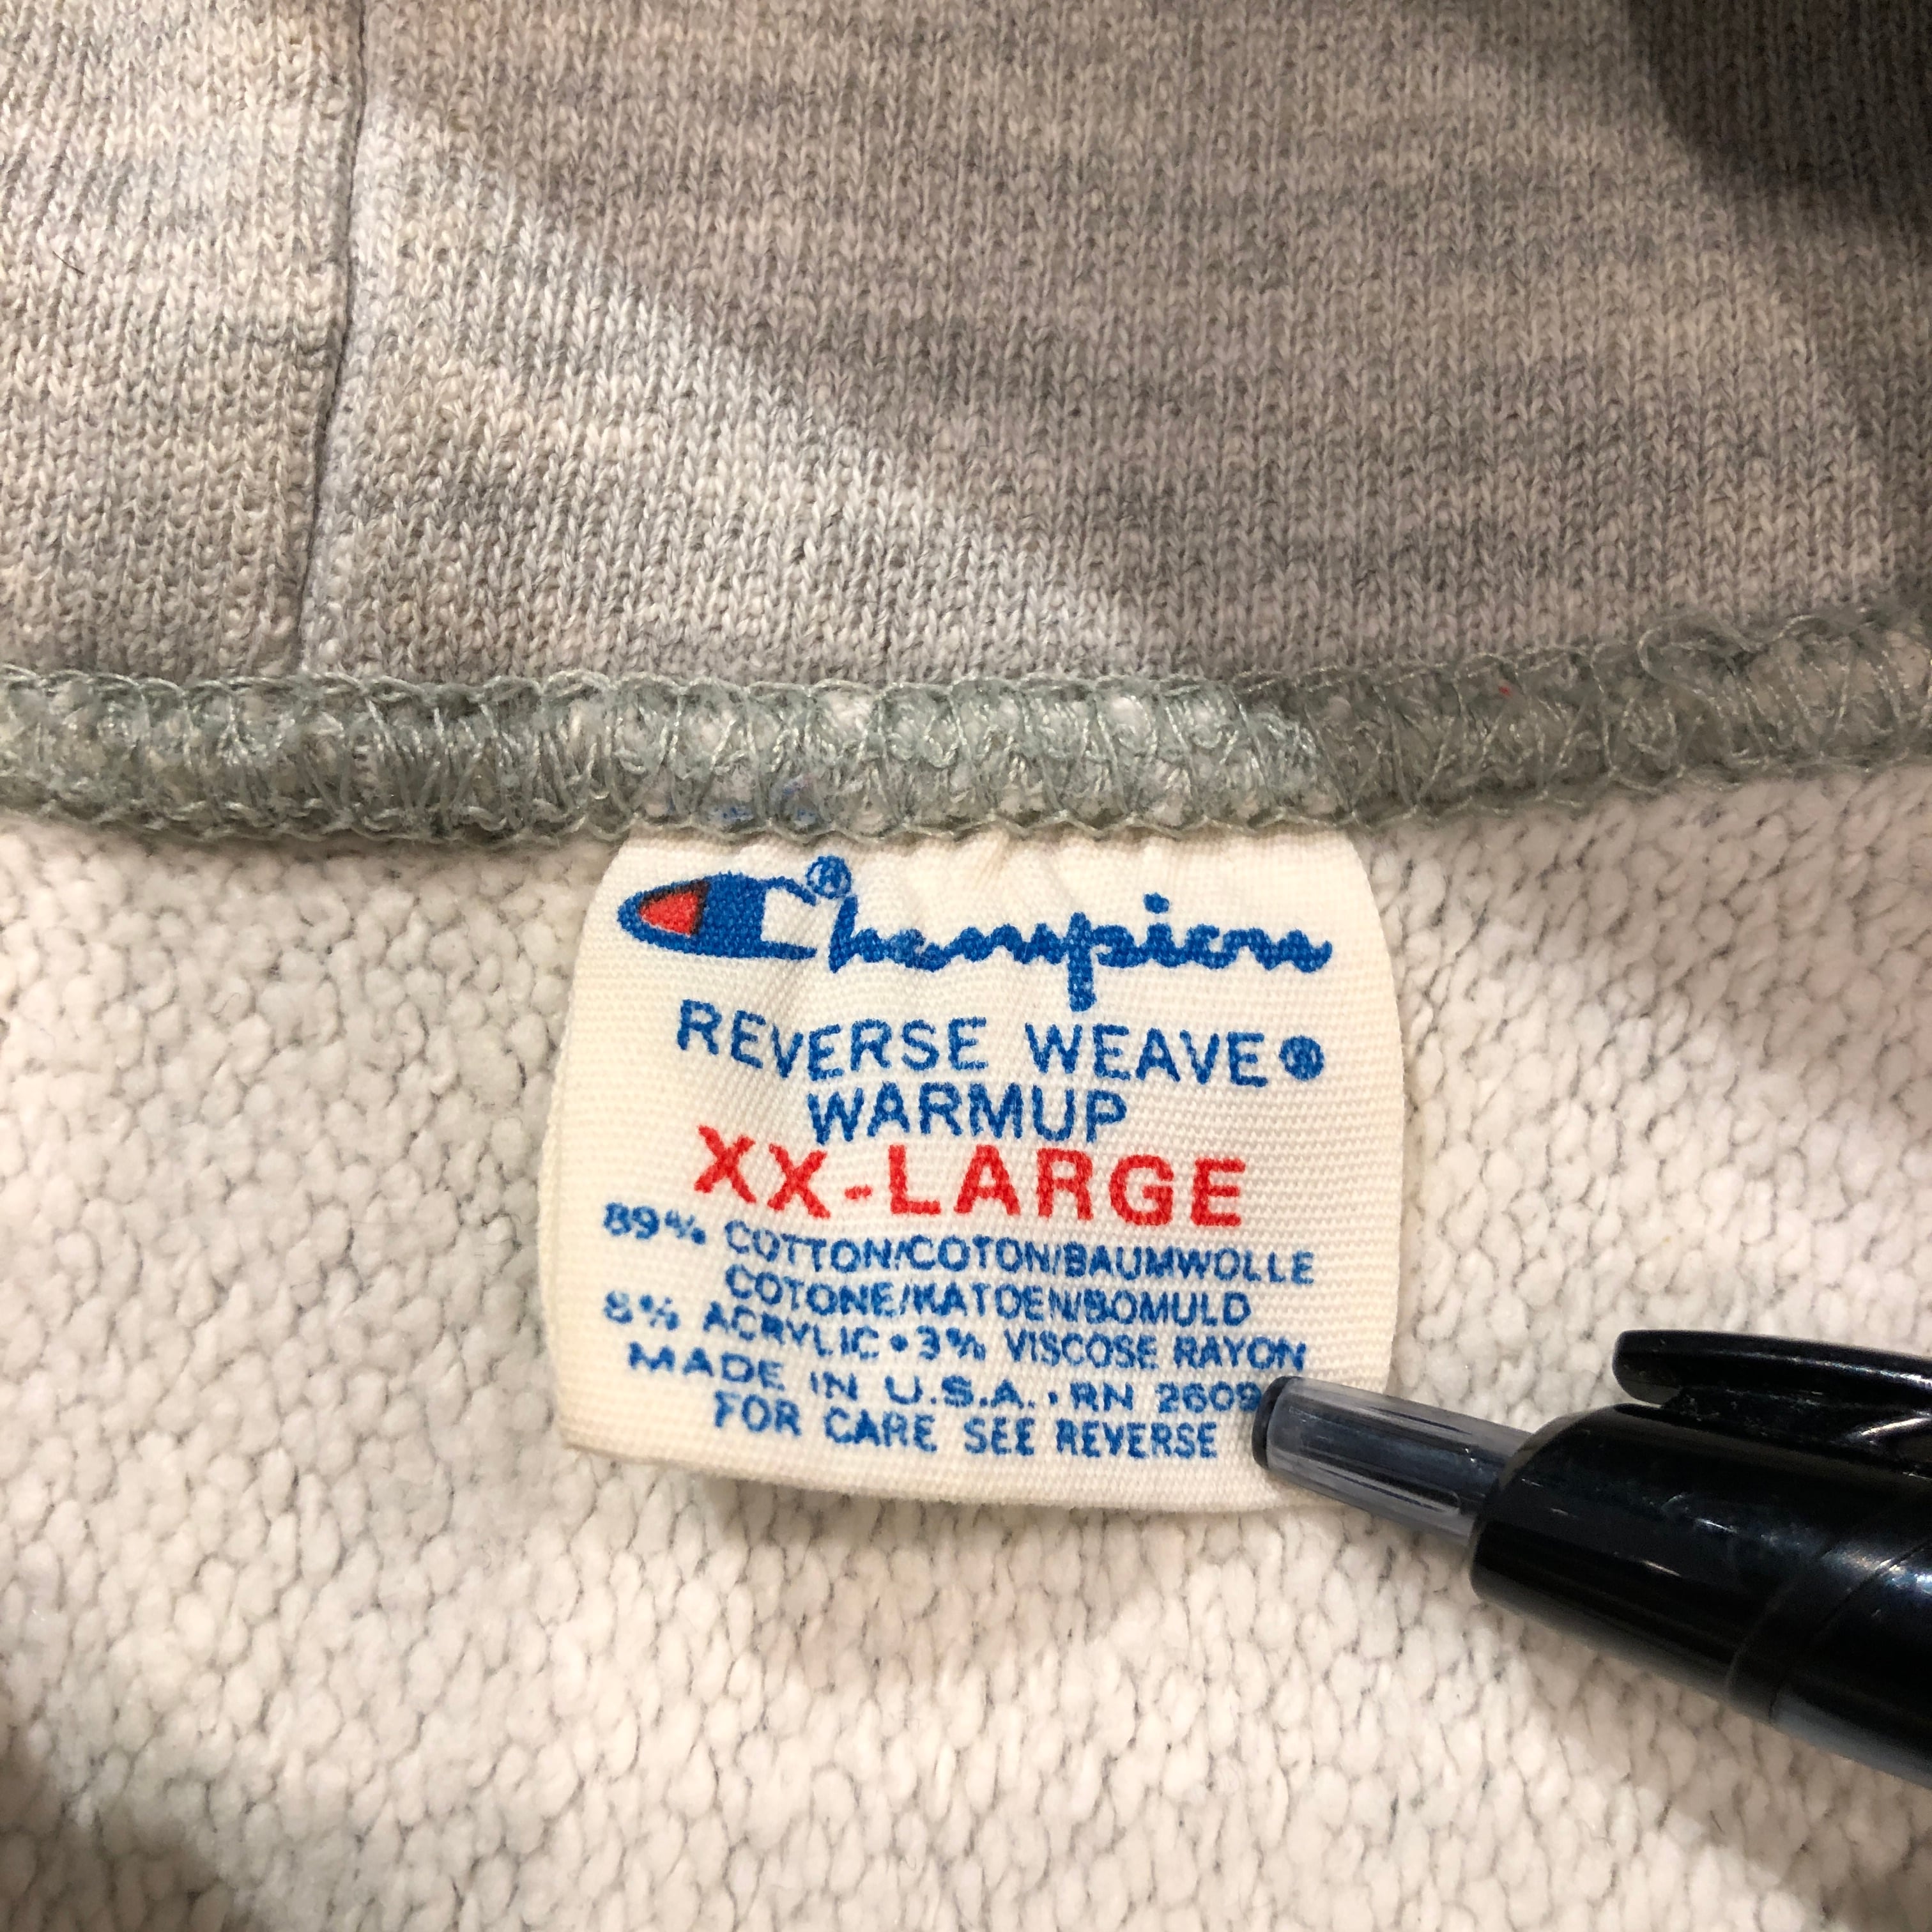 Champion®
REVERSE WEAVE®
WARMUP
XX-LARGE
89% COTTON/COTON/BAUMWOLLE
COTONE/KATOEN/BOMULD
8% ACRYLIC • 3% VISCOSE RAYON
MADE IN U.S.A. • RN 2609
FOR CARE SEE REVERSE